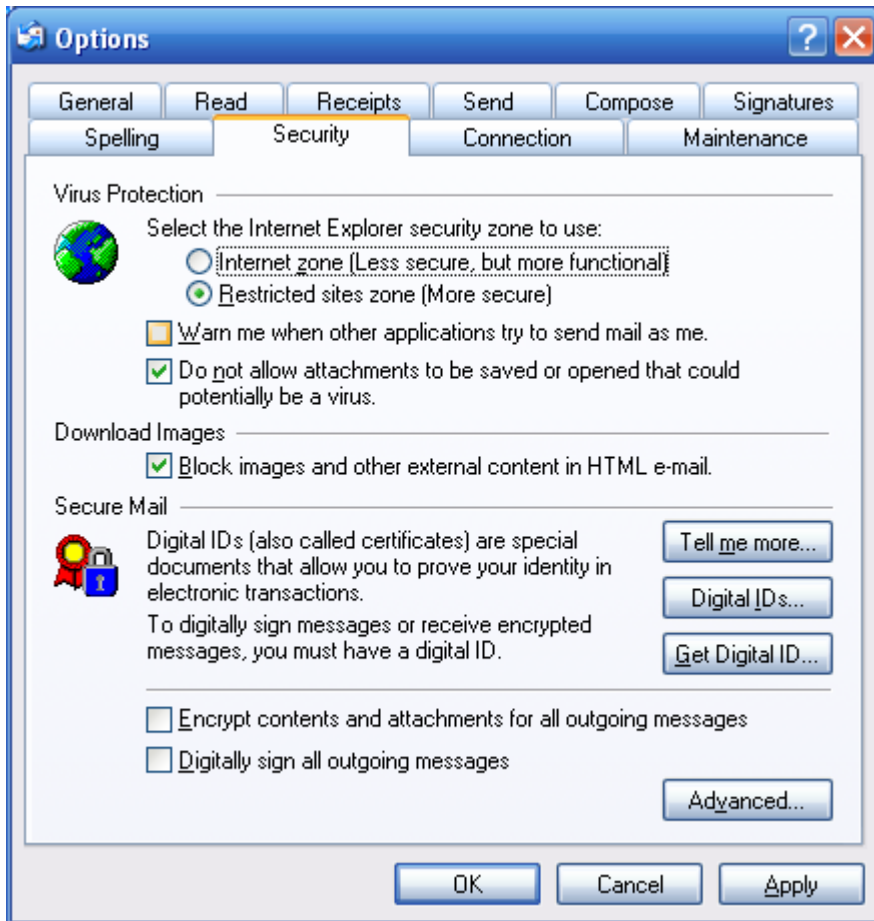 Options
General Read Receipts Send Compose Signatures
Spelling Security Connection Maintenance
Virus Protection
Select the Internet Explorer security zone to use:
Internet zone (Less secure, but more functional)
Restricted sites zone (More secure)
Warn me when other applications try to send mail as me.
Do not allow attachments to be saved or opened that could
potentially be a virus.
Download Images
Block images and other external content in HTML e-mail.
Secure Mail
Digital IDs (also called certificates) are special
documents that allow you to prove your identity in
electronic transactions.
To digitally sign messages or receive encrypted
messages, you must have a digital ID.
Tell me more...
Digital IDs...
Get Digital ID...
Encrypt contents and attachments for all outgoing messages
Digitally sign all outgoing messages
Advanced...
OK Cancel Apply